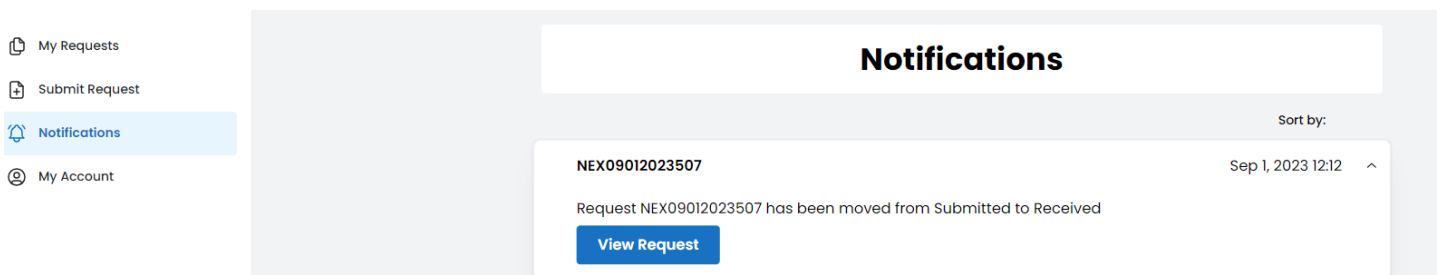 My Requests
Submit Request
Notifications
My Account
Notifications
Sort by:
NEX09012023507 Sep 1, 2023 12:12
Request NEX09012023507 has been moved from Submitted to Received
View Request